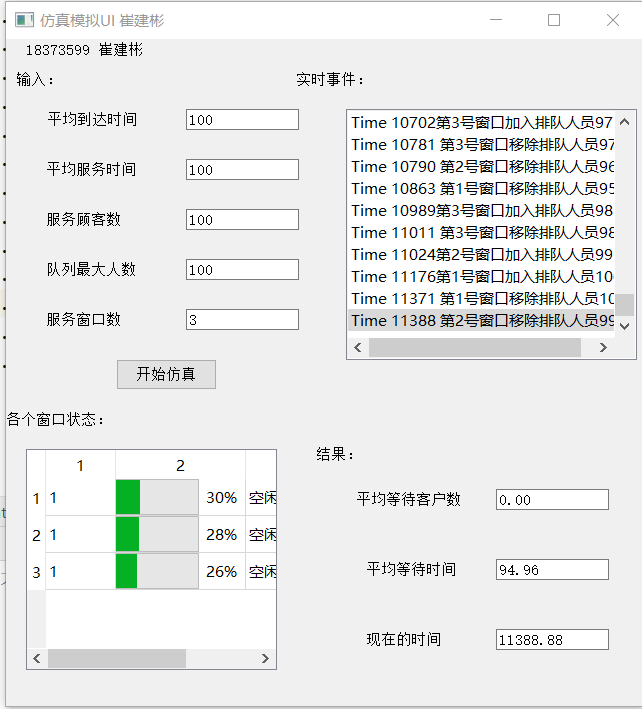 仿真模拟UI 崔建彬
18373599 崔建彬
输入:
平均到达时间 100
平均服务时间 100
服务顾客数 100
队列最大人数 100
服务窗口数 3
开始仿真
实时事件:
Time 10702第3号窗口加入排队人员97
Time 10781 第3号窗口移除排队人员97
Time 10790 第2号窗口移除排队人员96
Time 10863 第1号窗口移除排队人员95
Time 10989第3号窗口加入排队人员98
Time 11011 第3号窗口移除排队人员98
Time 11024第2号窗口加入排队人员99
Time 11176第1号窗口加入排队人员10
Time 11371 第1号窗口移除排队人员10
Time 11388 第2号窗口移除排队人员99
各个窗口状态:
1 2
1 1 30% 空闲
2 1 28% 空闲
3 1 26% 空闲
结果:
平均等待客户数 0.00
平均等待时间 94.96
现在的时间 11388.88